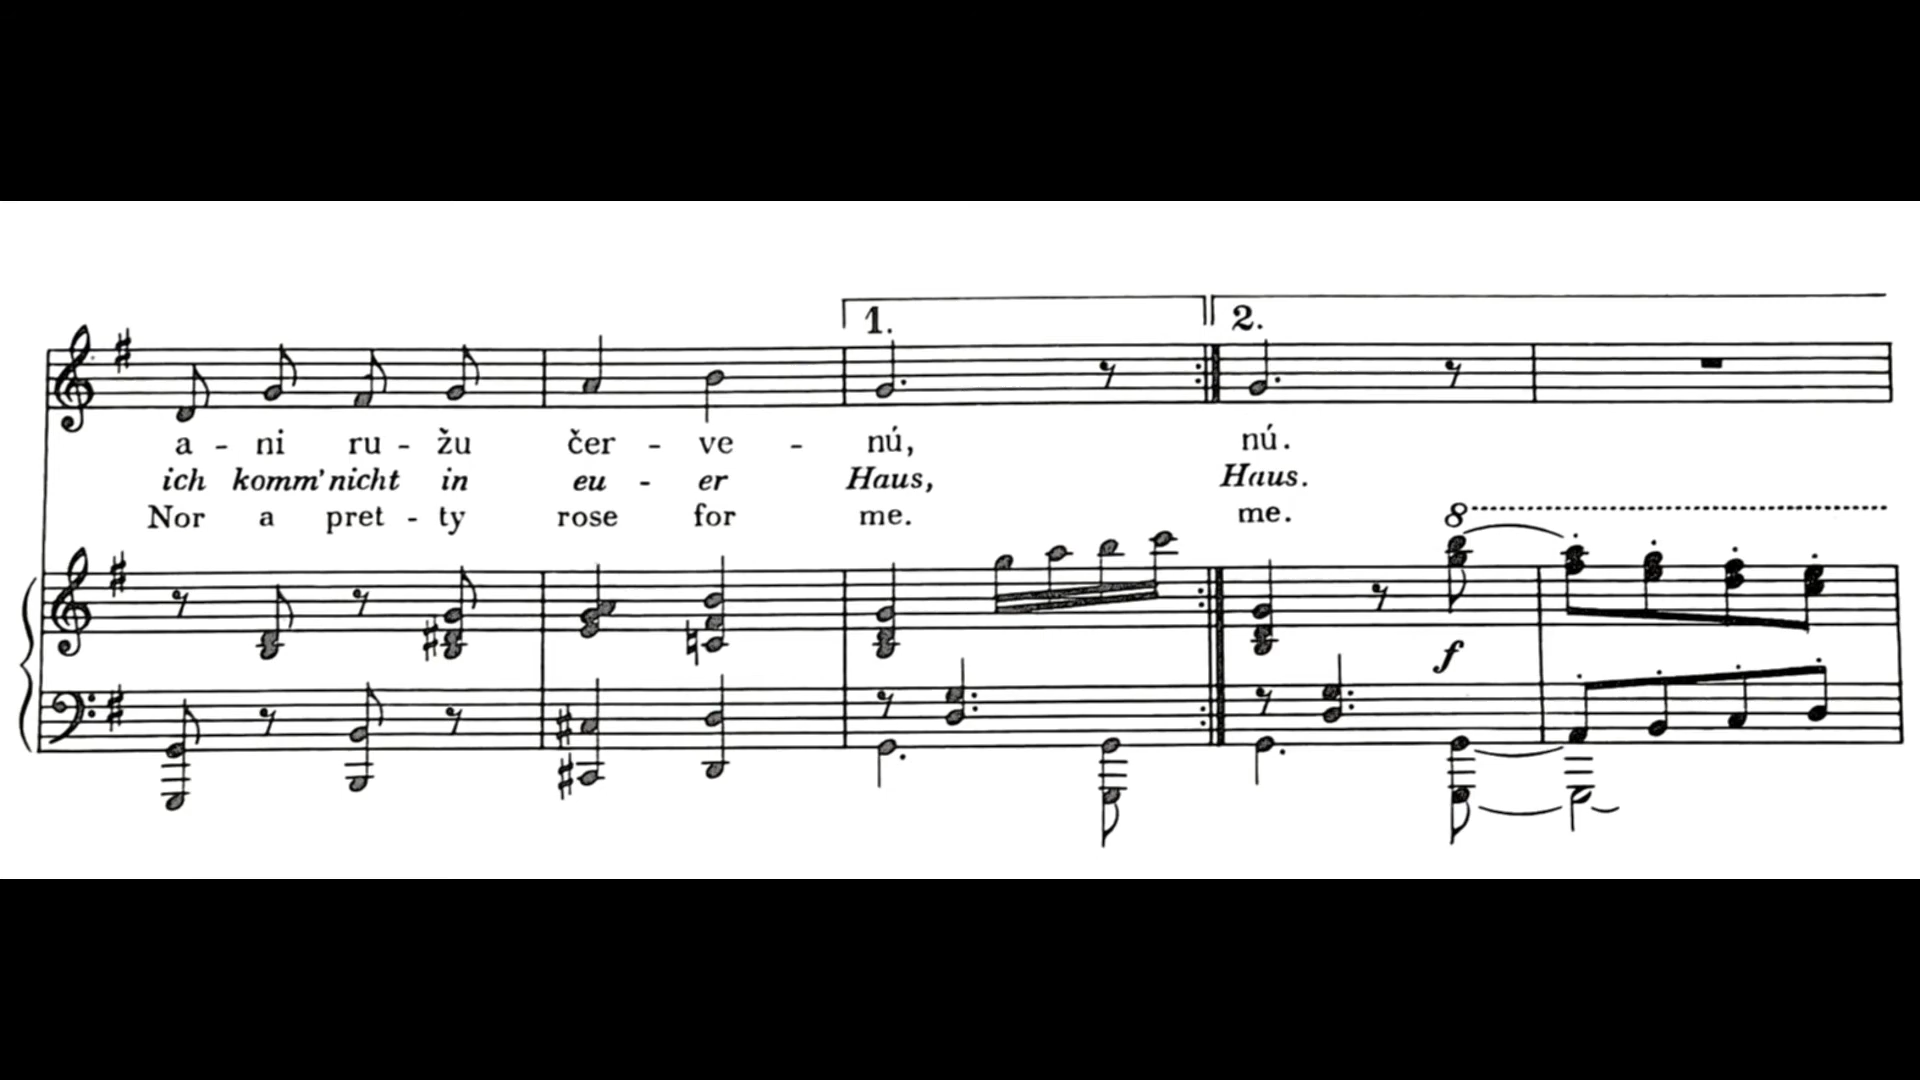 1. 2.
a - ni ru - žu čer - ve - nú, nú.
ich komm' nicht in eu - er Haus, Haus.
Nor a pret - ty rose for me. me.
8
f